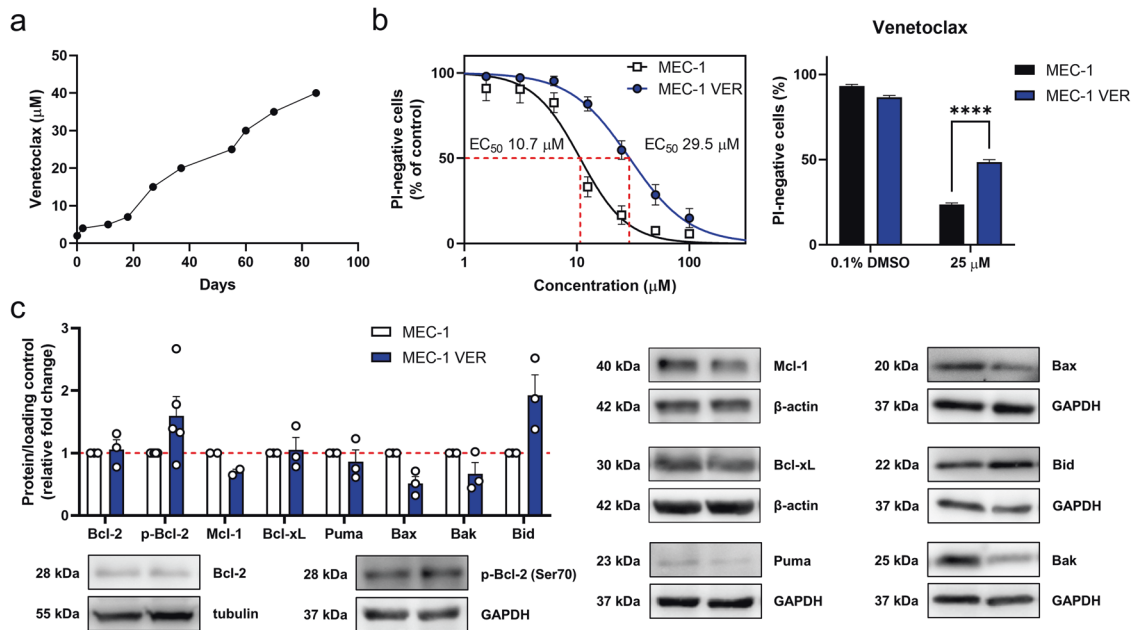 a
Venetoclax (μM)
50
40
30
20
10
0
0 20 40 60 80 100
Days
b
PI-negative cells
(% of control)
100
50
0
MEC-1
MEC-1 VER
EC50 10.7 μM
EC50 29.5 μM
1 10 100
Concentration (μM)
Venetoclax
PI-negative cells (%)
100
80
60
40
20
0
MEC-1
MEC-1 VER
****
0.1% DMSO 25 μM
c
Protein/loading control
(relative fold change)
3
2
1
0
MEC-1
MEC-1 VER
Bcl-2 p-Bcl-2 Mcl-1 Bcl-xL Puma Bax Bak Bid
28 kDa Bcl-2
55 kDa tubulin
28 kDa p-Bcl-2 (Ser70)
37 kDa GAPDH
40 kDa Mcl-1
42 kDa β-actin
30 kDa Bcl-xL
42 kDa β-actin
23 kDa Puma
37 kDa GAPDH
20 kDa Bax
37 kDa GAPDH
22 kDa Bid
37 kDa GAPDH
25 kDa Bak
37 kDa GAPDH